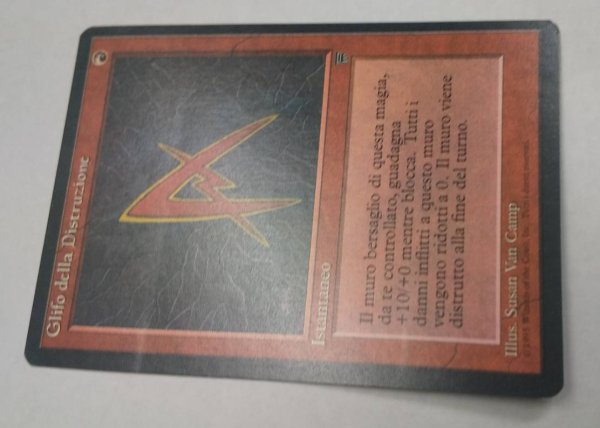 Glifo della Distruzione
Istantaneo
Il muro bersaglio di questa magia,
da te controllato, guadagna
+10/+0 mentre blocca. Tutti i
danni inflitti a questo muro
vengono ridotti a 0. Il muro viene
distrutto alla fine del turno.
Illus. Susan Van Camp